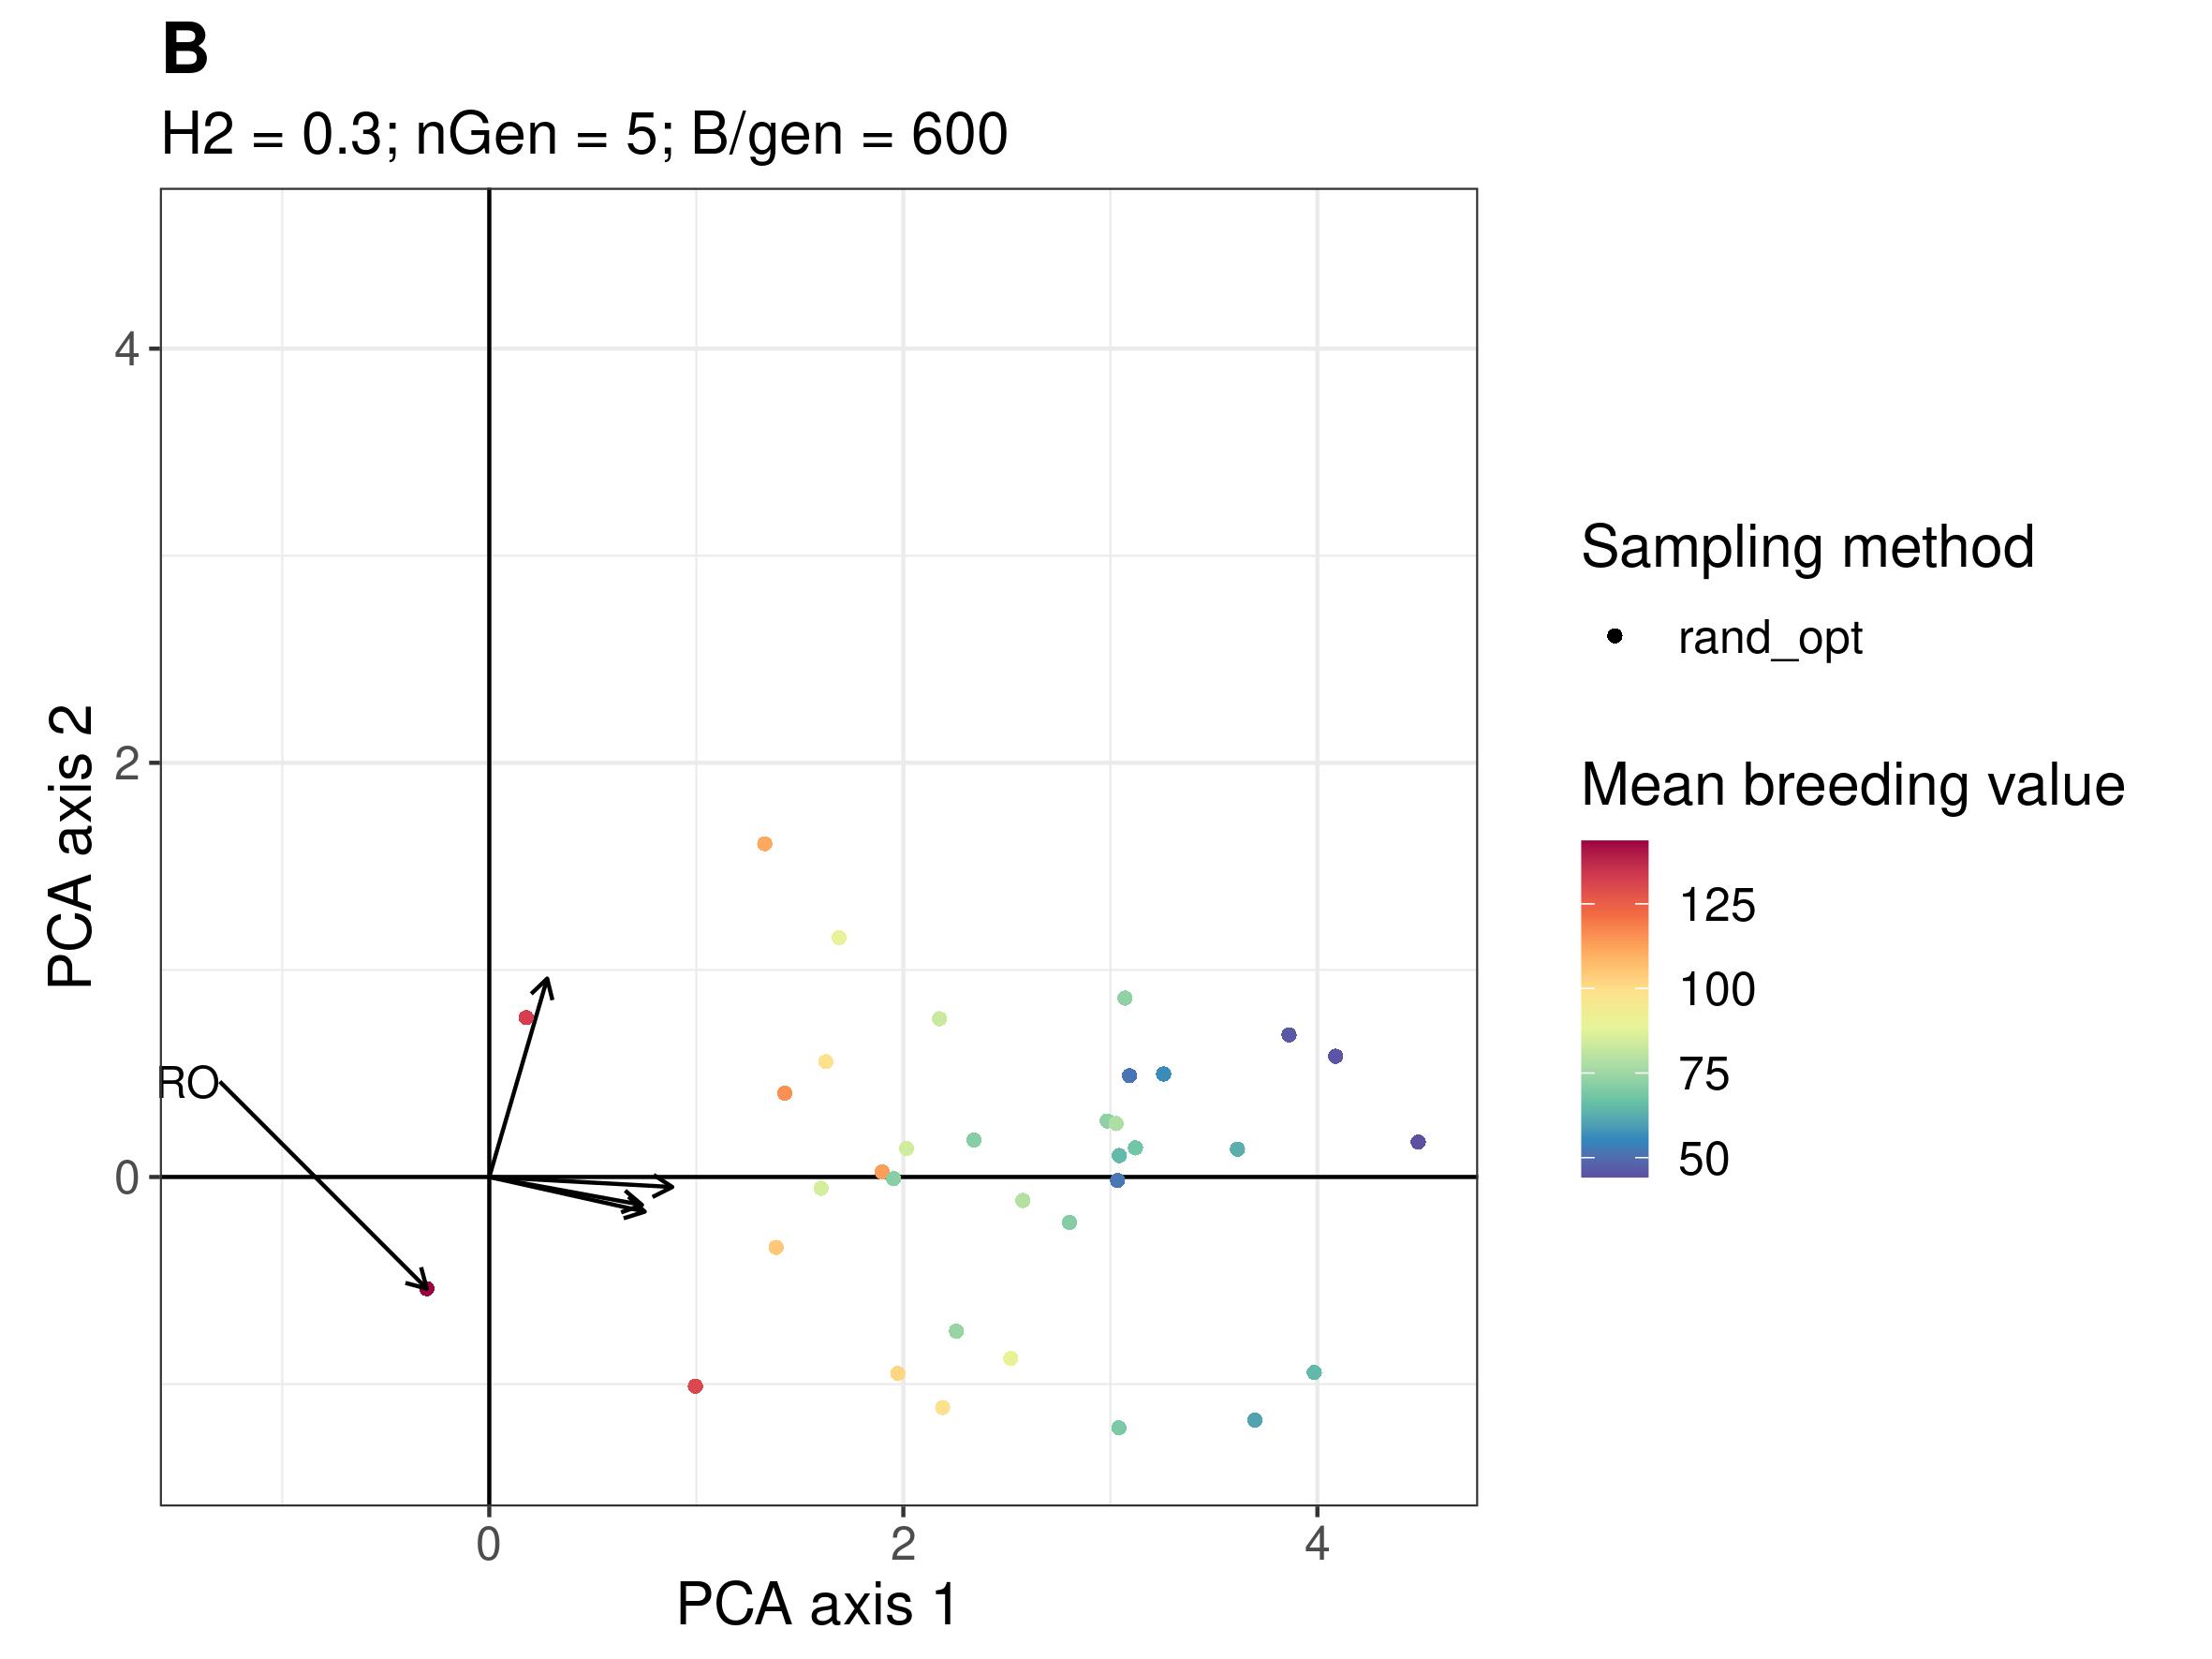 B
H2 = 0.3; nGen = 5; B/gen = 600
PCA axis 2
4
2
0
RO
0
2
4
PCA axis 1
Sampling method
rand_opt
Mean breeding value
125
100
75
50